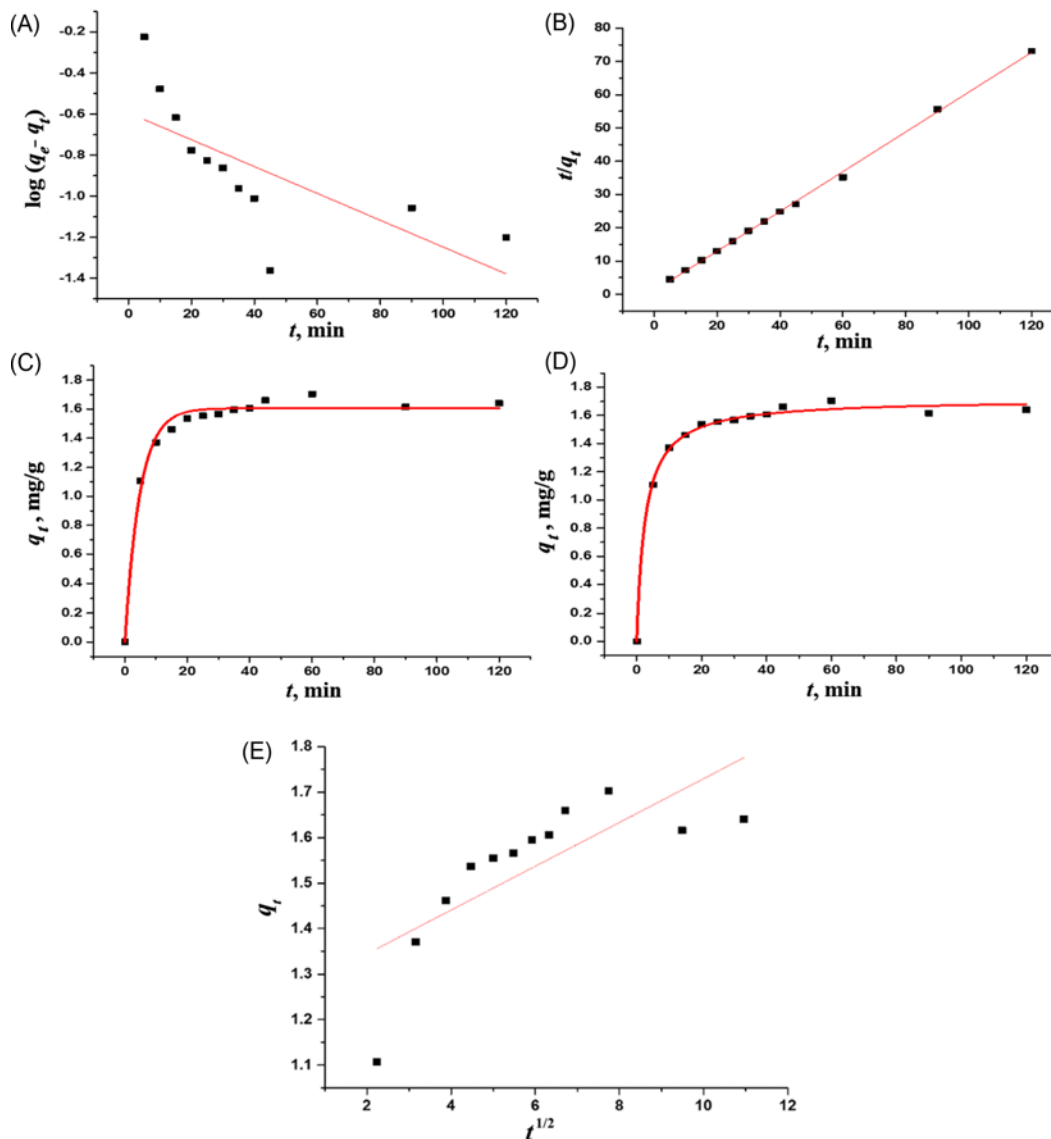 (A)
-0.2
-0.4
-0.6
-0.8
-1.0
-1.2
-1.4
log (qe- qt)
0 20 40 60 80 100 120
t, min
(B)
80
70
60
50
40
30
20
10
0
t/qt
0 20 40 60 80 100 120
t, min
(C)
1.8
1.6
1.4
1.2
1.0
0.8
0.6
0.4
0.2
0.0
qt , mg/g
0 20 40 60 80 100 120
t, min
(D)
1.8
1.6
1.4
1.2
1.0
0.8
0.6
0.4
0.2
0.0
qt , mg/g
0 20 40 60 80 100 120
t, min
(E)
1.8
1.7
1.6
1.5
1.4
1.3
1.2
1.1
qt
2 4 6 8 10 12
t1/2